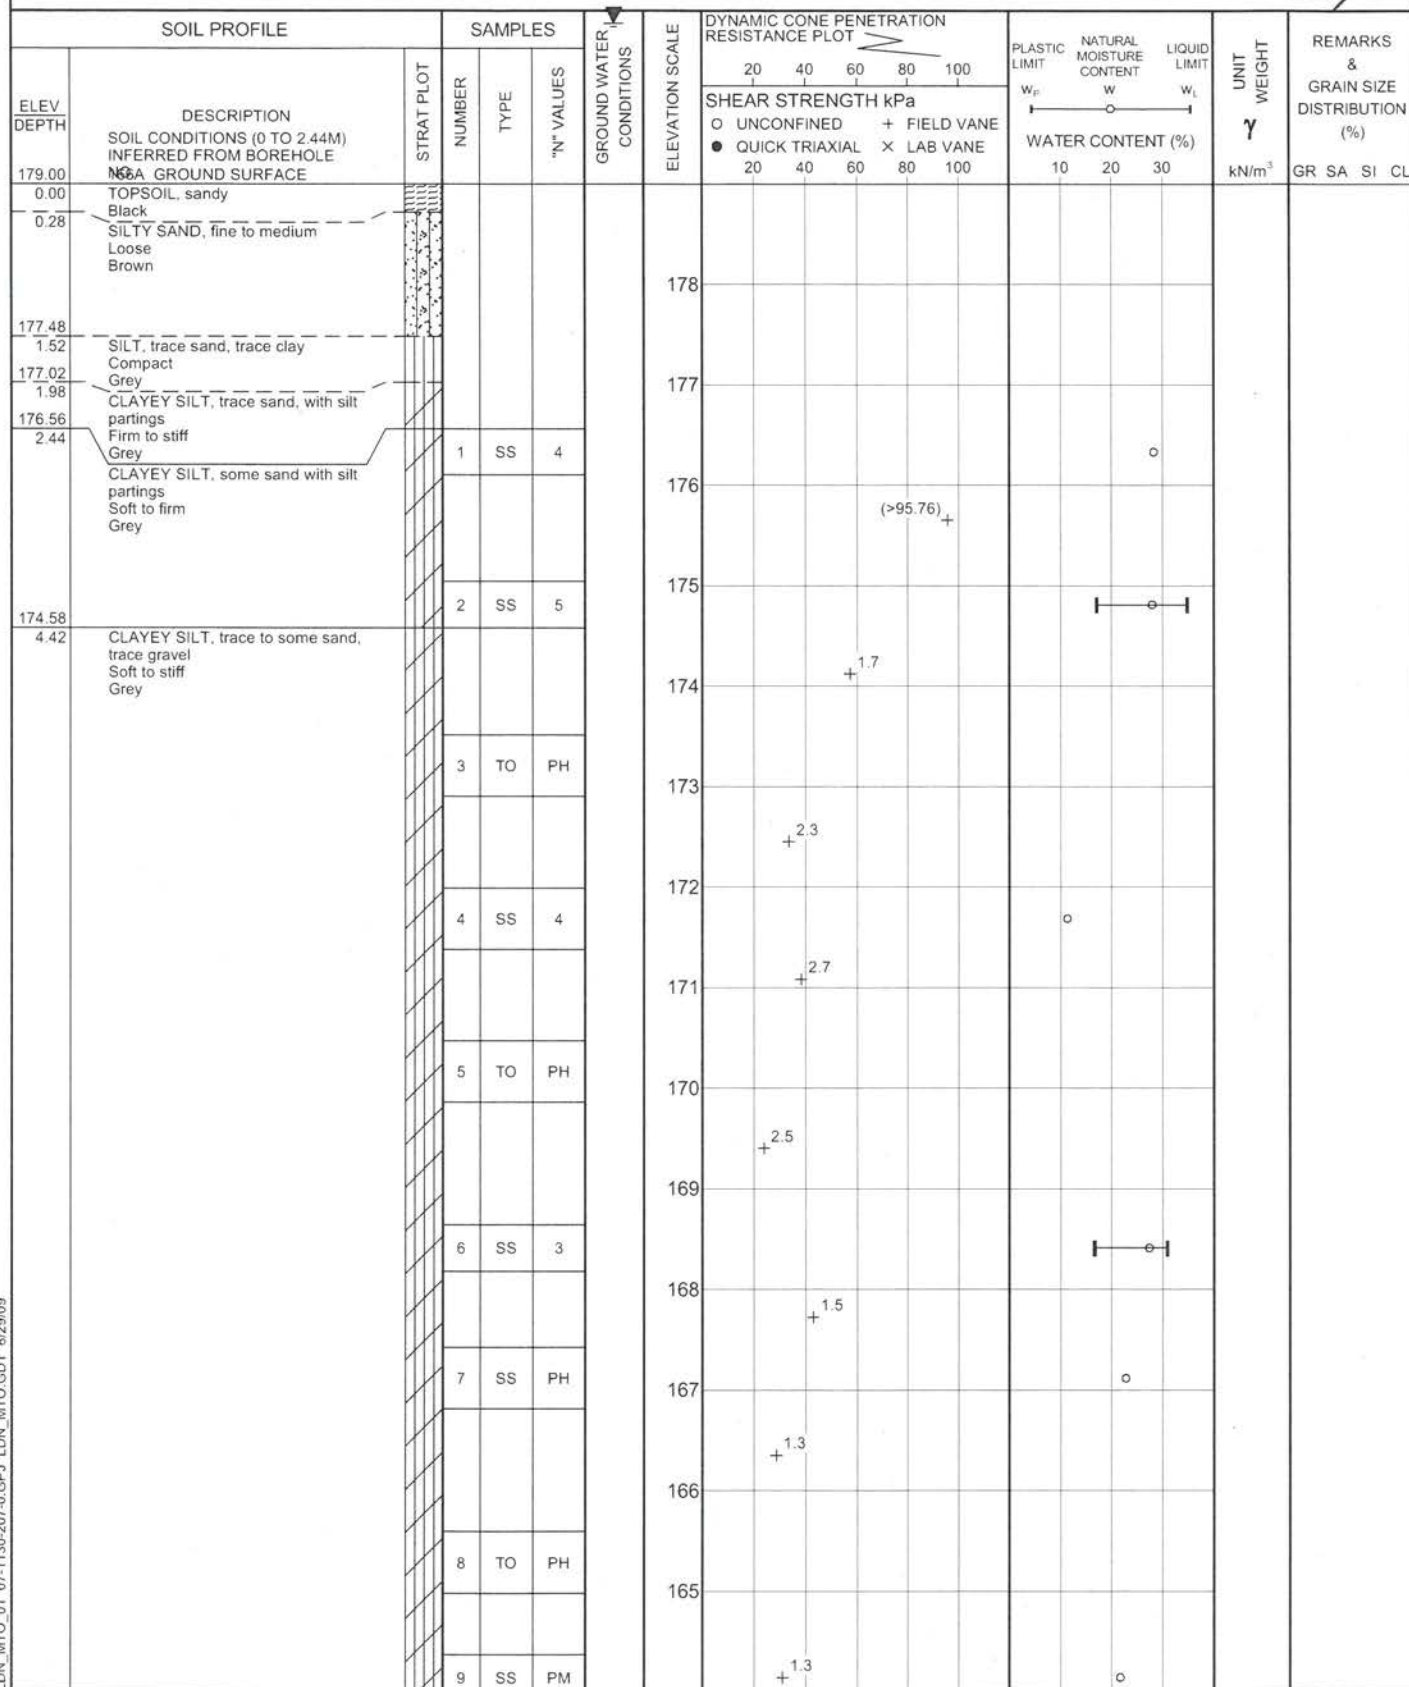 SOIL PROFILE
SAMPLES
GROUND WATER CONDITIONS
ELEVATION SCALE
DYNAMIC CONE PENETRATION
RESISTANCE PLOT
20 40 60 80 100
SHEAR STRENGTH kPa
○ UNCONFINED + FIELD VANE
● QUICK TRIAXIAL × LAB VANE
PLASTIC LIMIT
NATURAL MOISTURE CONTENT
LIQUID LIMIT
WP W WL
WATER CONTENT (%)
10 20 30
UNIT WEIGHT
γ
kN/m³
REMARKS
&
GRAIN SIZE
DISTRIBUTION
(%)
GR SA SI CL
ELEV
DEPTH
DESCRIPTION
STRAT PLOT
NUMBER
TYPE
"N" VALUES
SOIL CONDITIONS (0 TO 2.44M)
INFERRED FROM BOREHOLE
179.00 GROUND SURFACE
0.00 TOPSOIL, sandy
Black
0.28 SILTY SAND, fine to medium
Loose
Brown
178
177.48
1.52 SILT, trace sand, trace clay
Compact
177.02 Grey
177
1.98 CLAYEY SILT, trace sand, with silt
partings
176.56
2.44 Firm to stiff
Grey
1 SS 4
CLAYEY SILT, some sand with silt
partings
Soft to firm
Grey
176
(>95.76)
175
2 SS 5
174.58
4.42 CLAYEY SILT, trace to some sand,
trace gravel
Soft to stiff
Grey
1.7
174
3 TO PH
173
2.3
172
4 SS 4
2.7
171
5 TO PH
170
2.5
169
6 SS 3
168
1.5
7 SS PH
167
1.3
166
8 TO PH
165
1.3
9 SS PM